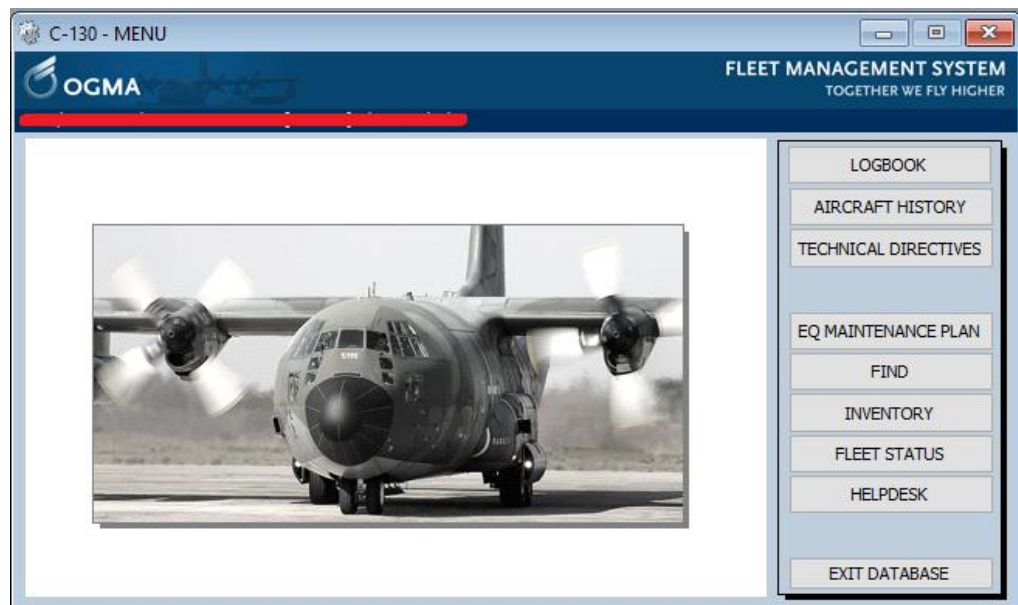 C-130 - MENU
OGMA
FLEET MANAGEMENT SYSTEM
TOGETHER WE FLY HIGHER
LOGBOOK
AIRCRAFT HISTORY
TECHNICAL DIRECTIVES
EQ MAINTENANCE PLAN
FIND
INVENTORY
FLEET STATUS
HELPDESK
EXIT DATABASE